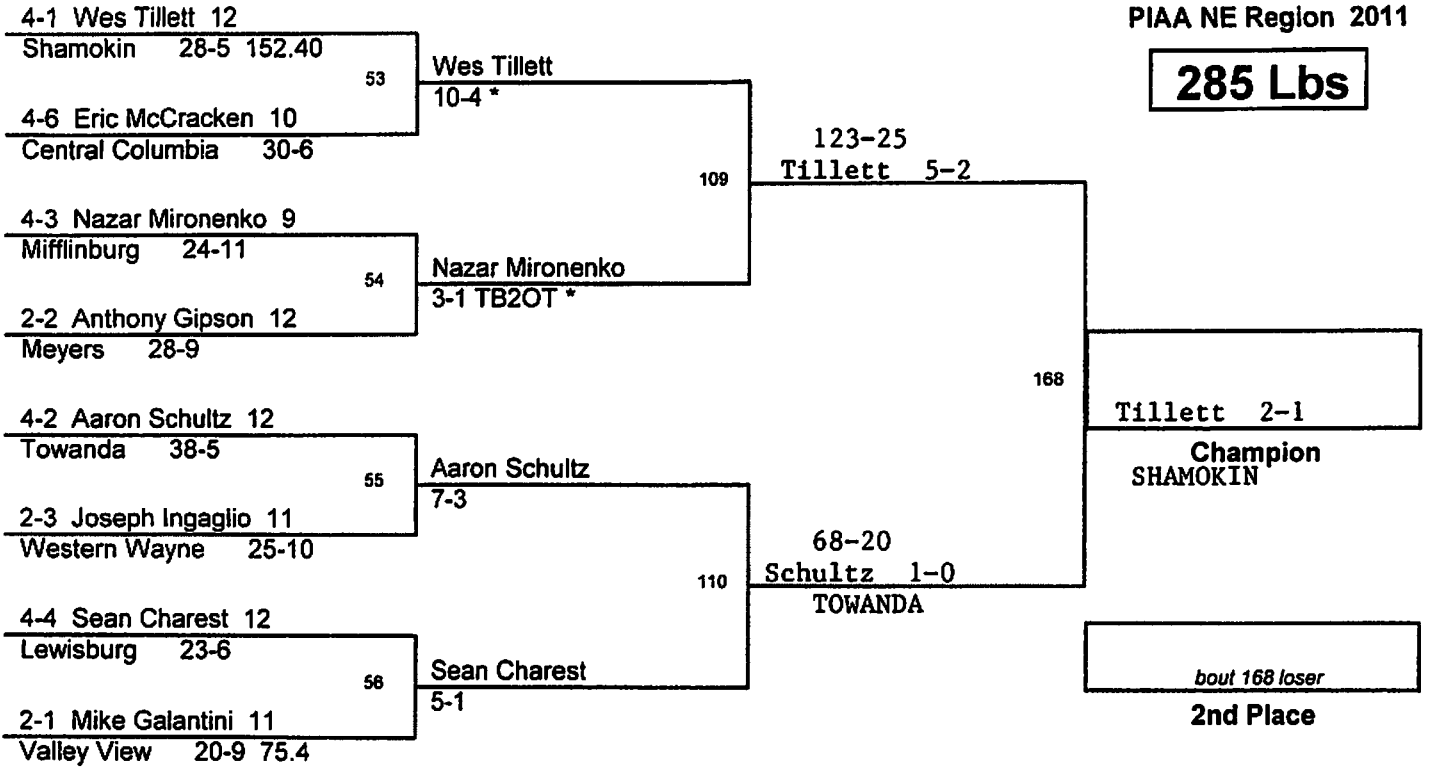 4-1 Wes Tillett 12
PIAA NE Region 2011
Shamokin 28-5 152.40
53
Wes Tillett
10-4 *
285 Lbs
4-6 Eric McCracken 10
Central Columbia 30-6
123-25
109
Tillett 5-2
4-3 Nazar Mironenko 9
Mifflinburg 24-11
54
Nazar Mironenko
3-1 TB2OT *
2-2 Anthony Gipson 12
Meyers 28-9
168
4-2 Aaron Schultz 12
Towanda 38-5
Tillett 2-1
Champion
SHAMOKIN
55
Aaron Schultz
7-3
2-3 Joseph Ingaglio 11
Western Wayne 25-10
68-20
110
Schultz 1-0
TOWANDA
4-4 Sean Charest 12
Lewisburg 23-6
56
Sean Charest
5-1
bout 168 loser
2nd Place
2-1 Mike Galantini 11
Valley View 20-9 75.4